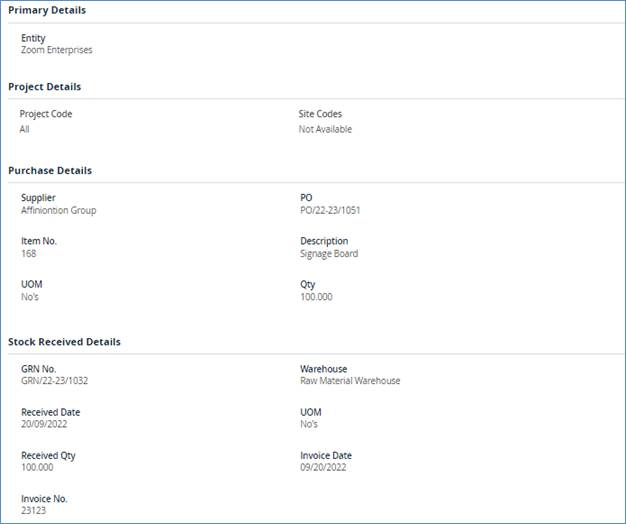 Primary Details
Entity
Zoom Enterprises
Project Details
Project Code
Site Codes
All
Not Available
Purchase Details
Supplier
PO
Affiniontion Group
PO/22-23/1051
Item No.
Description
168
Signage Board
UOM
Qty
No's
100.000
Stock Received Details
GRN No.
Warehouse
GRN/22-23/1032
Raw Material Warehouse
Received Date
UOM
20/09/2022
No's
Received Qty
Invoice Date
100.000
09/20/2022
Invoice No.
23123